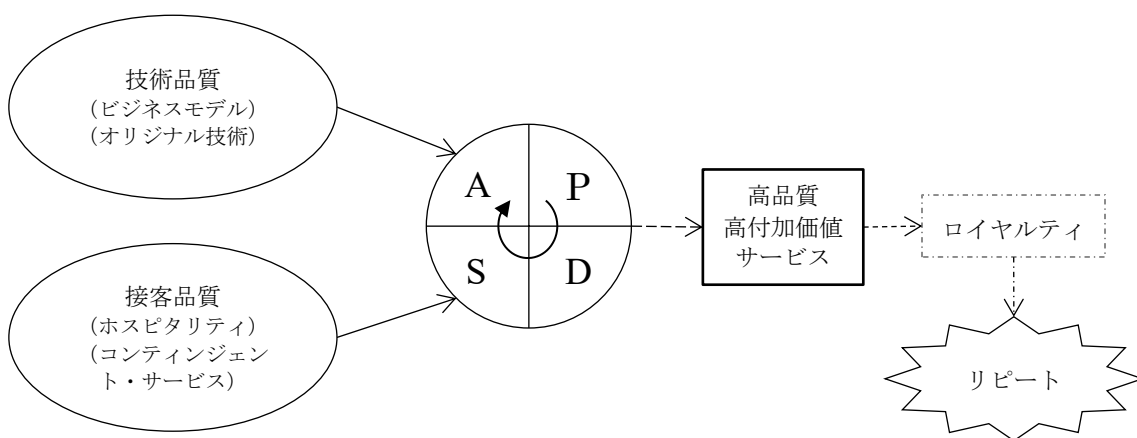 技術品質
（ビジネスモデル）
（オリジナル技術）
接客品質
（ホスピタリティ）
（コンティンジェン
ト・サービス）
A
P
S
D
高品質
高付加価値
サービス
ロイヤルティ
リピート